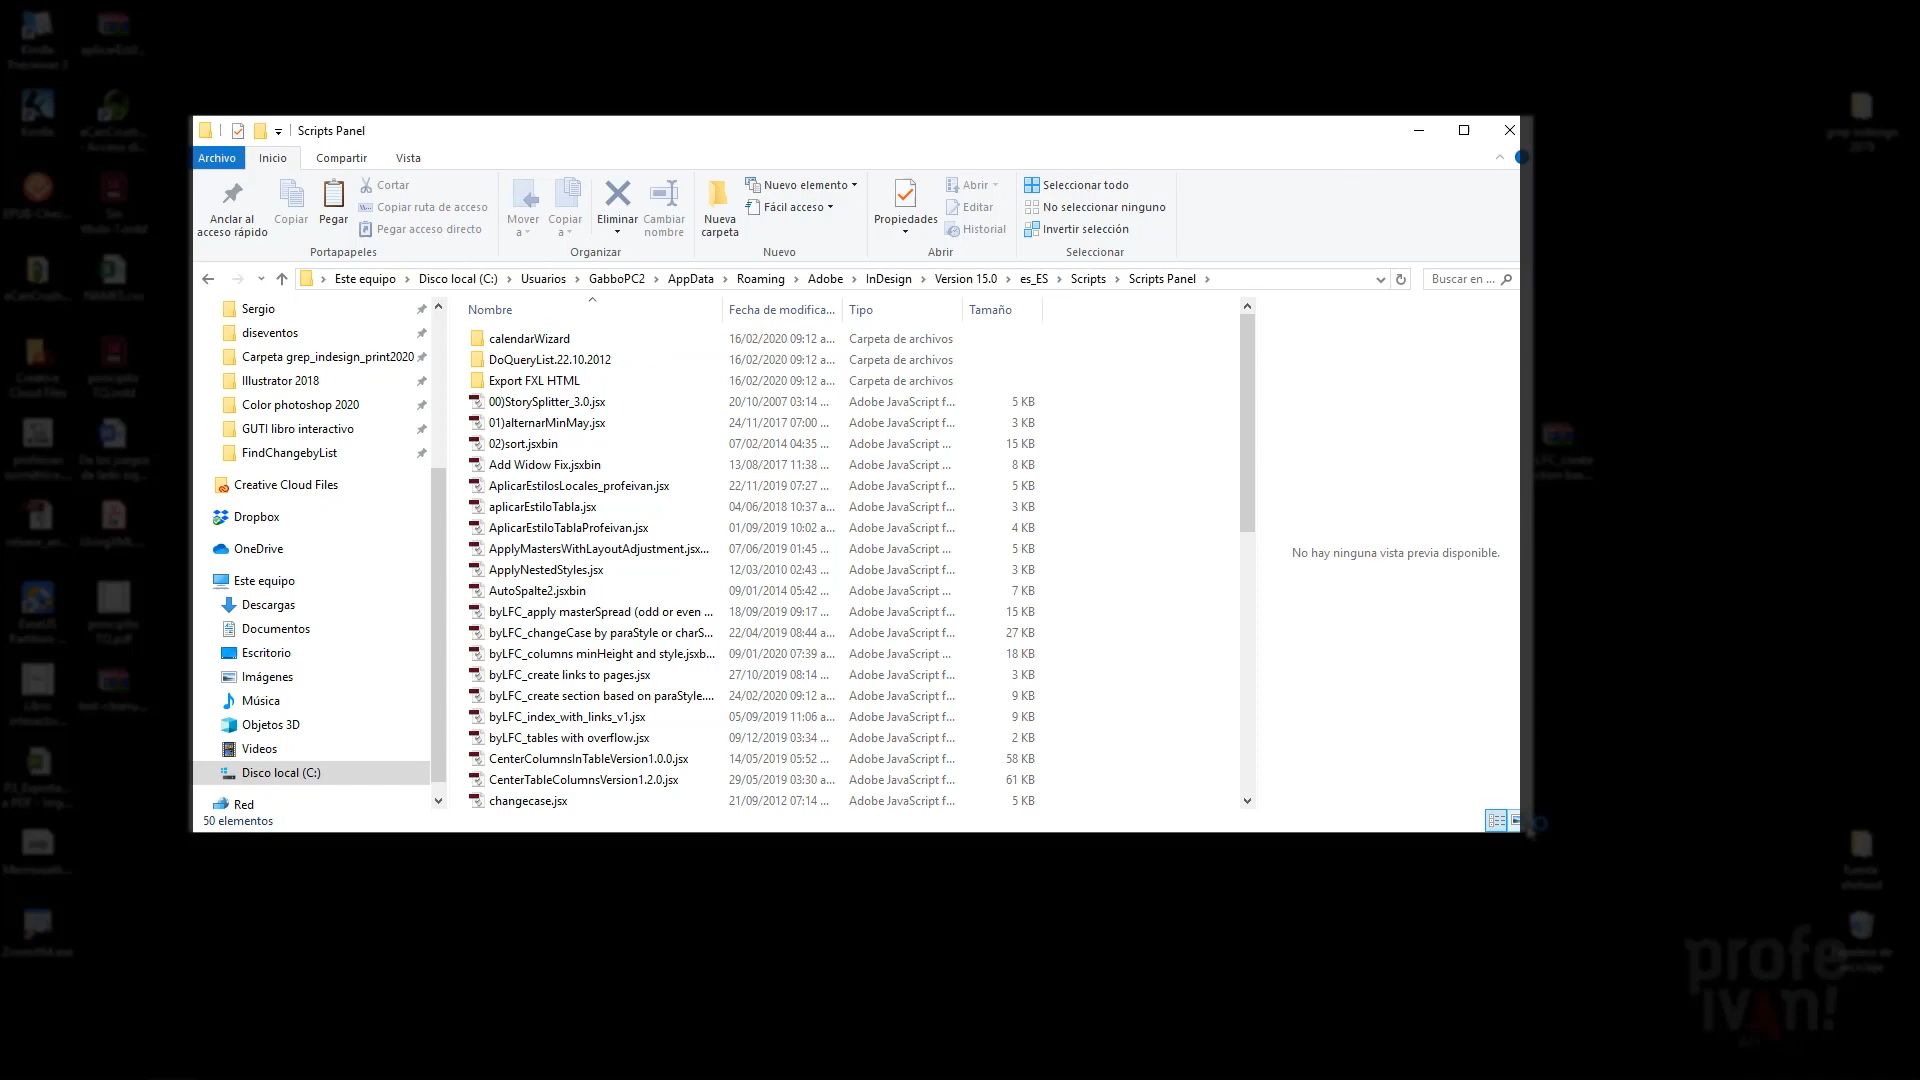 Scripts Panel
Archivo Inicio Compartir Vista
Anclar al acceso rápido
Copiar
Pegar
Cortar
Copiar ruta de acceso
Pegar acceso directo
Portapapeles
Mover a
Copiar a
Eliminar
Cambiar nombre
Organizar
Nueva carpeta
Nuevo elemento
Fácil acceso
Nuevo
Propiedades
Abrir
Editar
Historial
Abrir
Seleccionar todo
No seleccionar ninguno
Invertir selección
Seleccionar
Este equipo > Disco local (C:) > Usuarios > GabboPC2 > AppData > Roaming > Adobe > InDesign > Version 15.0 > es_ES > Scripts > Scripts Panel >
Buscar en ...
Sergio
diseventos
Carpeta grep_indesign_print2020
Illustrator 2018
Color photoshop 2020
GUTI libro interactivo
FindChangebyList
Creative Cloud Files
Dropbox
OneDrive
Este equipo
Descargas
Documentos
Escritorio
Imágenes
Música
Objetos 3D
Videos
Disco local (C:)
Red
Nombre Fecha de modifica... Tipo Tamaño
calendarWizard 16/02/2020 09:12 a... Carpeta de archivos
DoQueryList.22.10.2012 16/02/2020 09:12 a... Carpeta de archivos
Export FXL HTML 16/02/2020 09:12 a... Carpeta de archivos
00)StorySplitter_3.0.jsx 20/10/2007 03:14 ... Adobe JavaScript f... 5 KB
01)alternarMinMay.jsx 24/11/2017 07:00 ... Adobe JavaScript f... 3 KB
02)sort.jsxbin 07/02/2014 04:35 ... Adobe JavaScript ... 15 KB
Add Widow Fix.jsxbin 13/08/2017 11:38 ... Adobe JavaScript ... 8 KB
AplicarEstilosLocales_profeivan.jsx 22/11/2019 07:27 ... Adobe JavaScript f... 5 KB
aplicarEstiloTabla.jsx 04/06/2018 10:37 a... Adobe JavaScript f... 3 KB
AplicarEstiloTablaProfeivan.jsx 01/09/2019 10:02 a... Adobe JavaScript f... 4 KB
ApplyMastersWithLayoutAdjustment.jsx... 07/06/2019 01:45 ... Adobe JavaScript ... 5 KB
ApplyNestedStyles.jsx 12/03/2010 02:43 ... Adobe JavaScript f... 3 KB
AutoSpalte2.jsxbin 09/01/2014 05:42 ... Adobe JavaScript ... 7 KB
byLFC_apply masterSpread (odd or even ... 18/09/2019 09:17 ... Adobe JavaScript f... 15 KB
byLFC_changeCase by paraStyle or charS... 22/04/2019 08:44 a... Adobe JavaScript f... 27 KB
byLFC_columns minHeight and style.jsxb... 09/01/2020 07:39 a... Adobe JavaScript ... 18 KB
byLFC_create links to pages.jsx 27/10/2019 08:14 ... Adobe JavaScript f... 3 KB
byLFC_create section based on paraStyle.... 24/02/2020 09:12 a... Adobe JavaScript f... 9 KB
byLFC_index_with_links_v1.jsx 05/09/2019 11:06 a... Adobe JavaScript f... 9 KB
byLFC_tables with overflow.jsx 09/12/2019 03:34 ... Adobe JavaScript f... 2 KB
CenterColumnsInTableVersion1.0.0.jsx 14/05/2019 05:52 ... Adobe JavaScript f... 58 KB
CenterTableColumnsVersion1.2.0.jsx 29/05/2019 03:30 a... Adobe JavaScript f... 61 KB
changecase.jsx 21/09/2012 07:14 ... Adobe JavaScript f... 5 KB
No hay ninguna vista previa disponible.
50 elementos
profe
ivan!